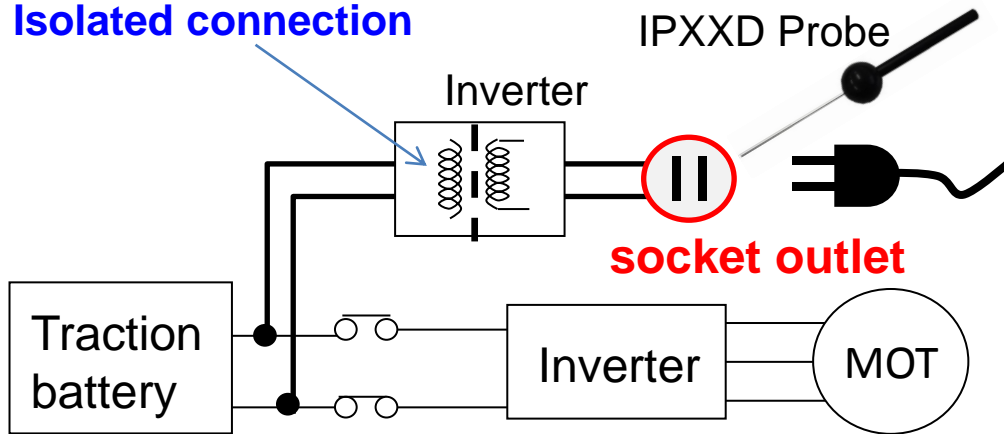 Isolated connection
IPXXD Probe
Inverter
socket outlet
Traction
battery
Inverter
MOT